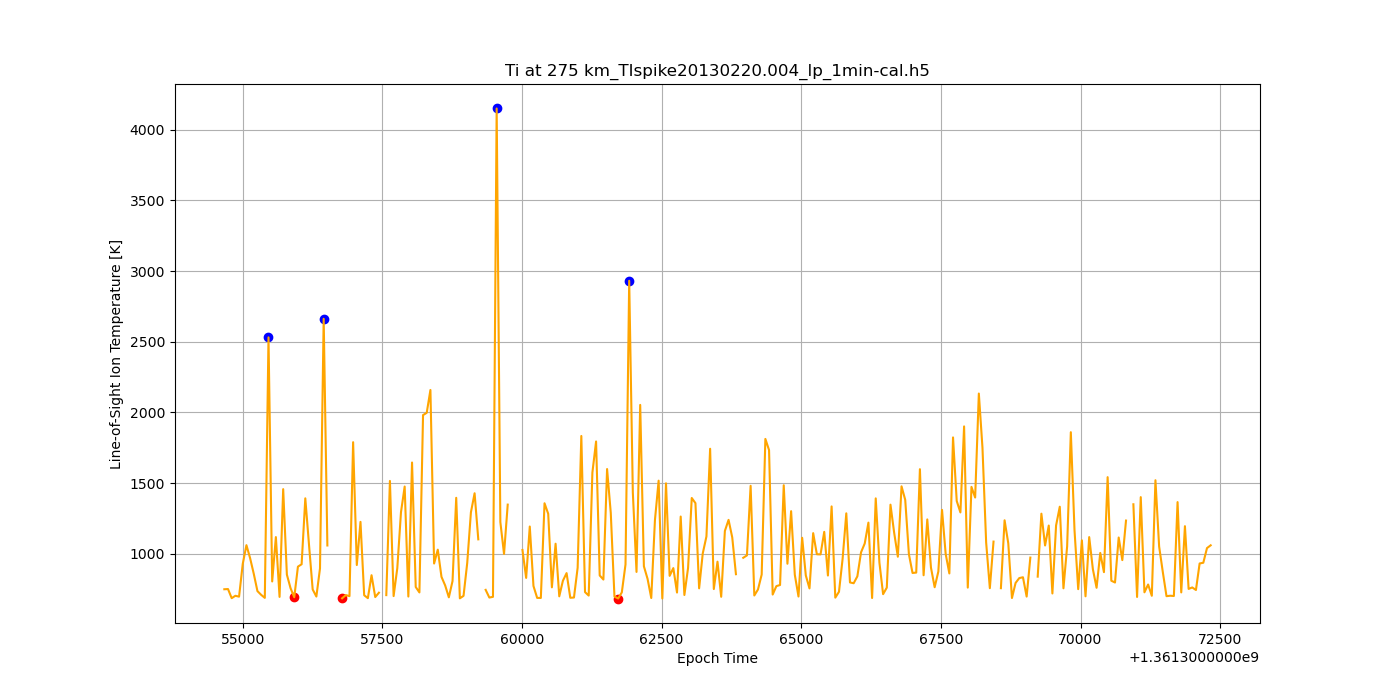 Ti at 275 km_TIspike20130220.004_lp_1min-cal.h5
Line-of-Sight Ion Temperature [K]
4000
3500
3000
2500
2000
1500
1000
55000 57500 60000 62500 65000 67500 70000 72500
Epoch Time
+1.3613000000e9